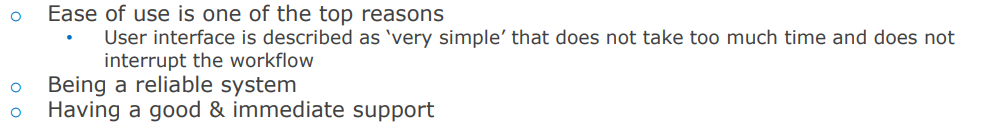 ○ Ease of use is one of the top reasons
• User interface is described as ‘very simple’ that does not take too much time and does not
interrupt the workflow
○ Being a reliable system
○ Having a good & immediate support